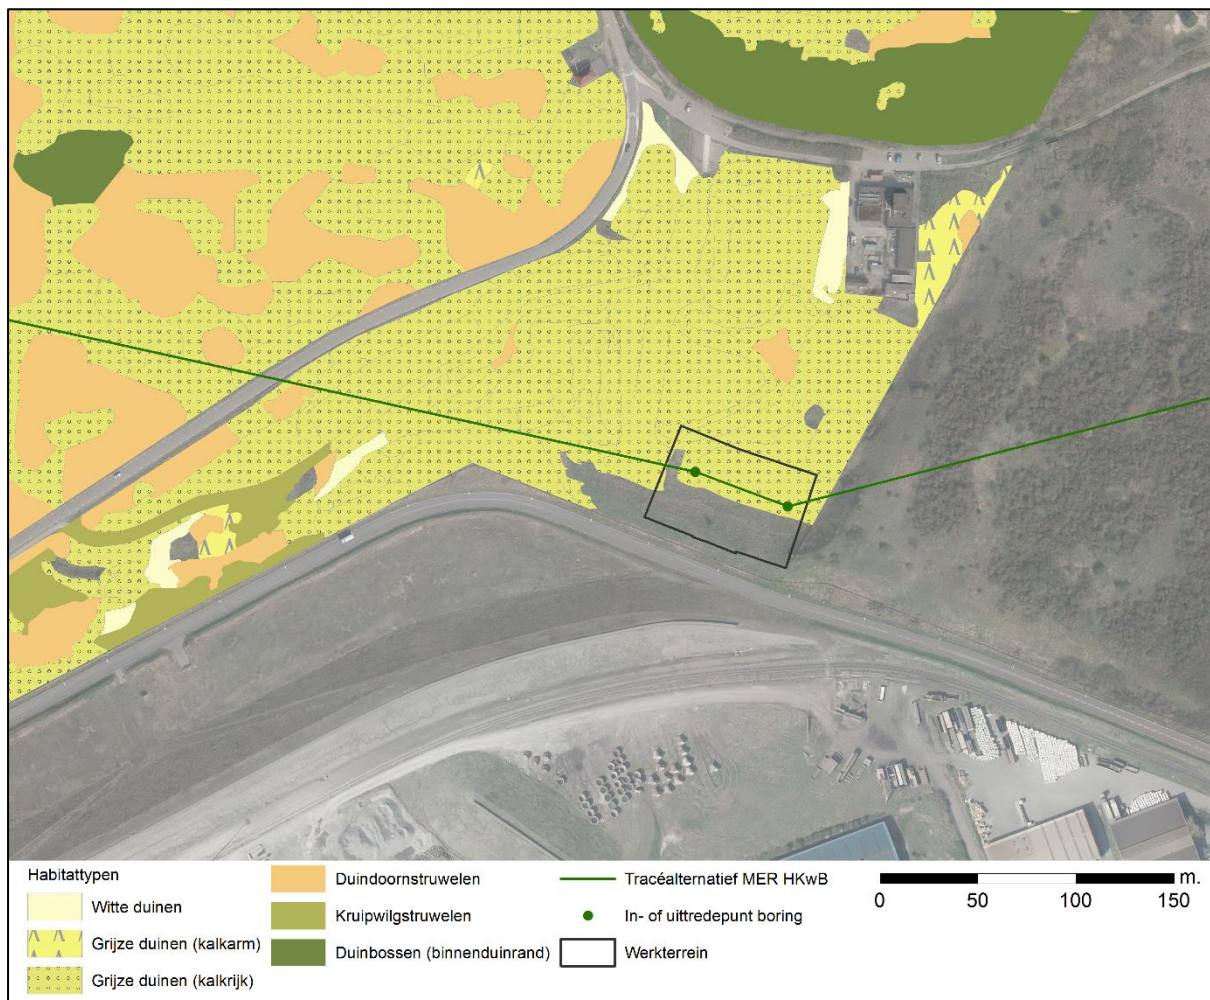 Habitattypen
Witte duinen
Grijze duinen (kalkarm)
Grijze duinen (kalkrijk)
Duindoornstruwelen
Kruipwilgstruwelen
Duinbossen (binnenduinrand)
Tracéalternatief MER HKwB
In- of uittredepunt boring
Werkterrein
m.
0 50 100 150